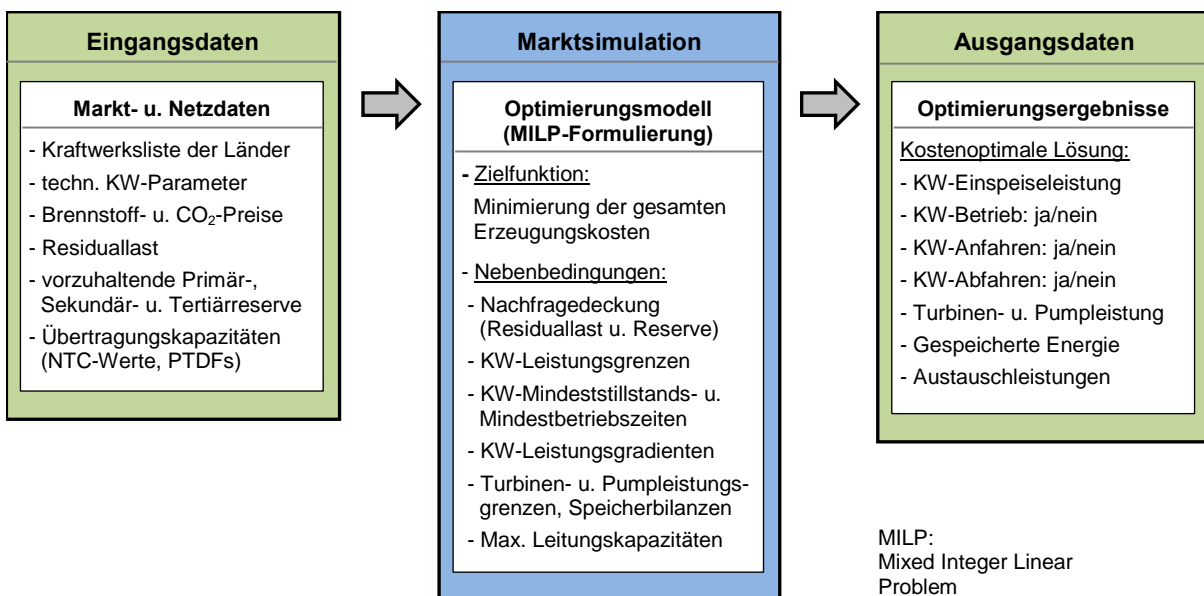 Eingangsdaten
Markt- u. Netzdaten
- Kraftwerksliste der Länder
- techn. KW-Parameter
- Brennstoff- u. CO₂-Preise
- Residuallast
- vorzuhaltende Primär-,
Sekundär- u. Tertiärreserve
- Übertragungskapazitäten
(NTC-Werte, PTDFs)
Marktsimulation
Optimierungsmodell
(MILP-Formulierung)
- Zielfunktion:
Minimierung der gesamten
Erzeugungskosten
- Nebenbedingungen:
- Nachfragedeckung
(Residuallast u. Reserve)
- KW-Leistungsgrenzen
- KW-Mindeststillstands- u.
Mindestbetriebszeiten
- KW-Leistungsgradienten
- Turbinen- u. Pumpleistungs-
grenzen, Speicherbilanzen
- Max. Leitungskapazitäten
Ausgangsdaten
Optimierungsergebnisse
Kostenoptimale Lösung:
- KW-Einspeiseleistung
- KW-Betrieb: ja/nein
- KW-Anfahren: ja/nein
- KW-Abfahren: ja/nein
- Turbinen- u. Pumpleistung
- Gespeicherte Energie
- Austauschleistungen
MILP:
Mixed Integer Linear
Problem